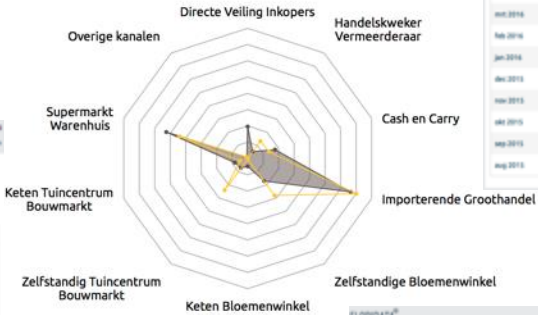 Directe Veiling Inkopers
Handelskweker
Vermeerderaar
Overige kanalen
mrt 2016
feb 2016
jan 2016
dec 2015
nov 2015
okt 2015
sep 2015
aug 2015
Supermarkt
Warenhuis
Cash en Carry
Keten Tuincentrum
Bouwmarkt
Importerende Groothandel
Zelfstandig Tuincentrum
Bouwmarkt
Zelfstandige Bloemenwinkel
Keten Bloemenwinkel